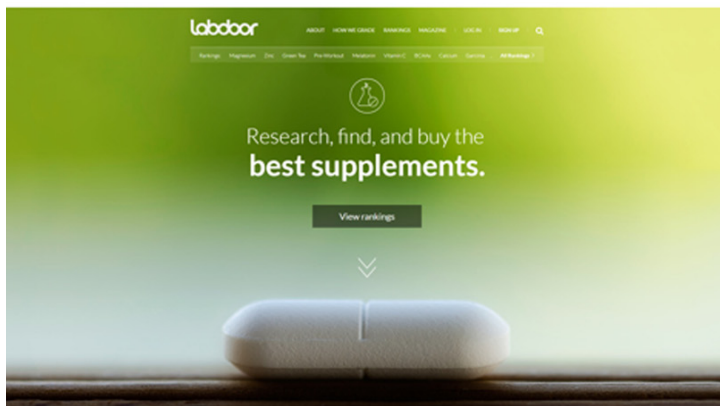 labdoor
ABOUT HOW WE GRADE RANKINGS MAGAZINE LOG IN SIGN UP
Rankings Magnesium Zinc Green Tea Pre-Workout Melatonin Vitamin C BCAAs Calcium Garcinia All Rankings
Research, find, and buy the
best supplements.
View rankings